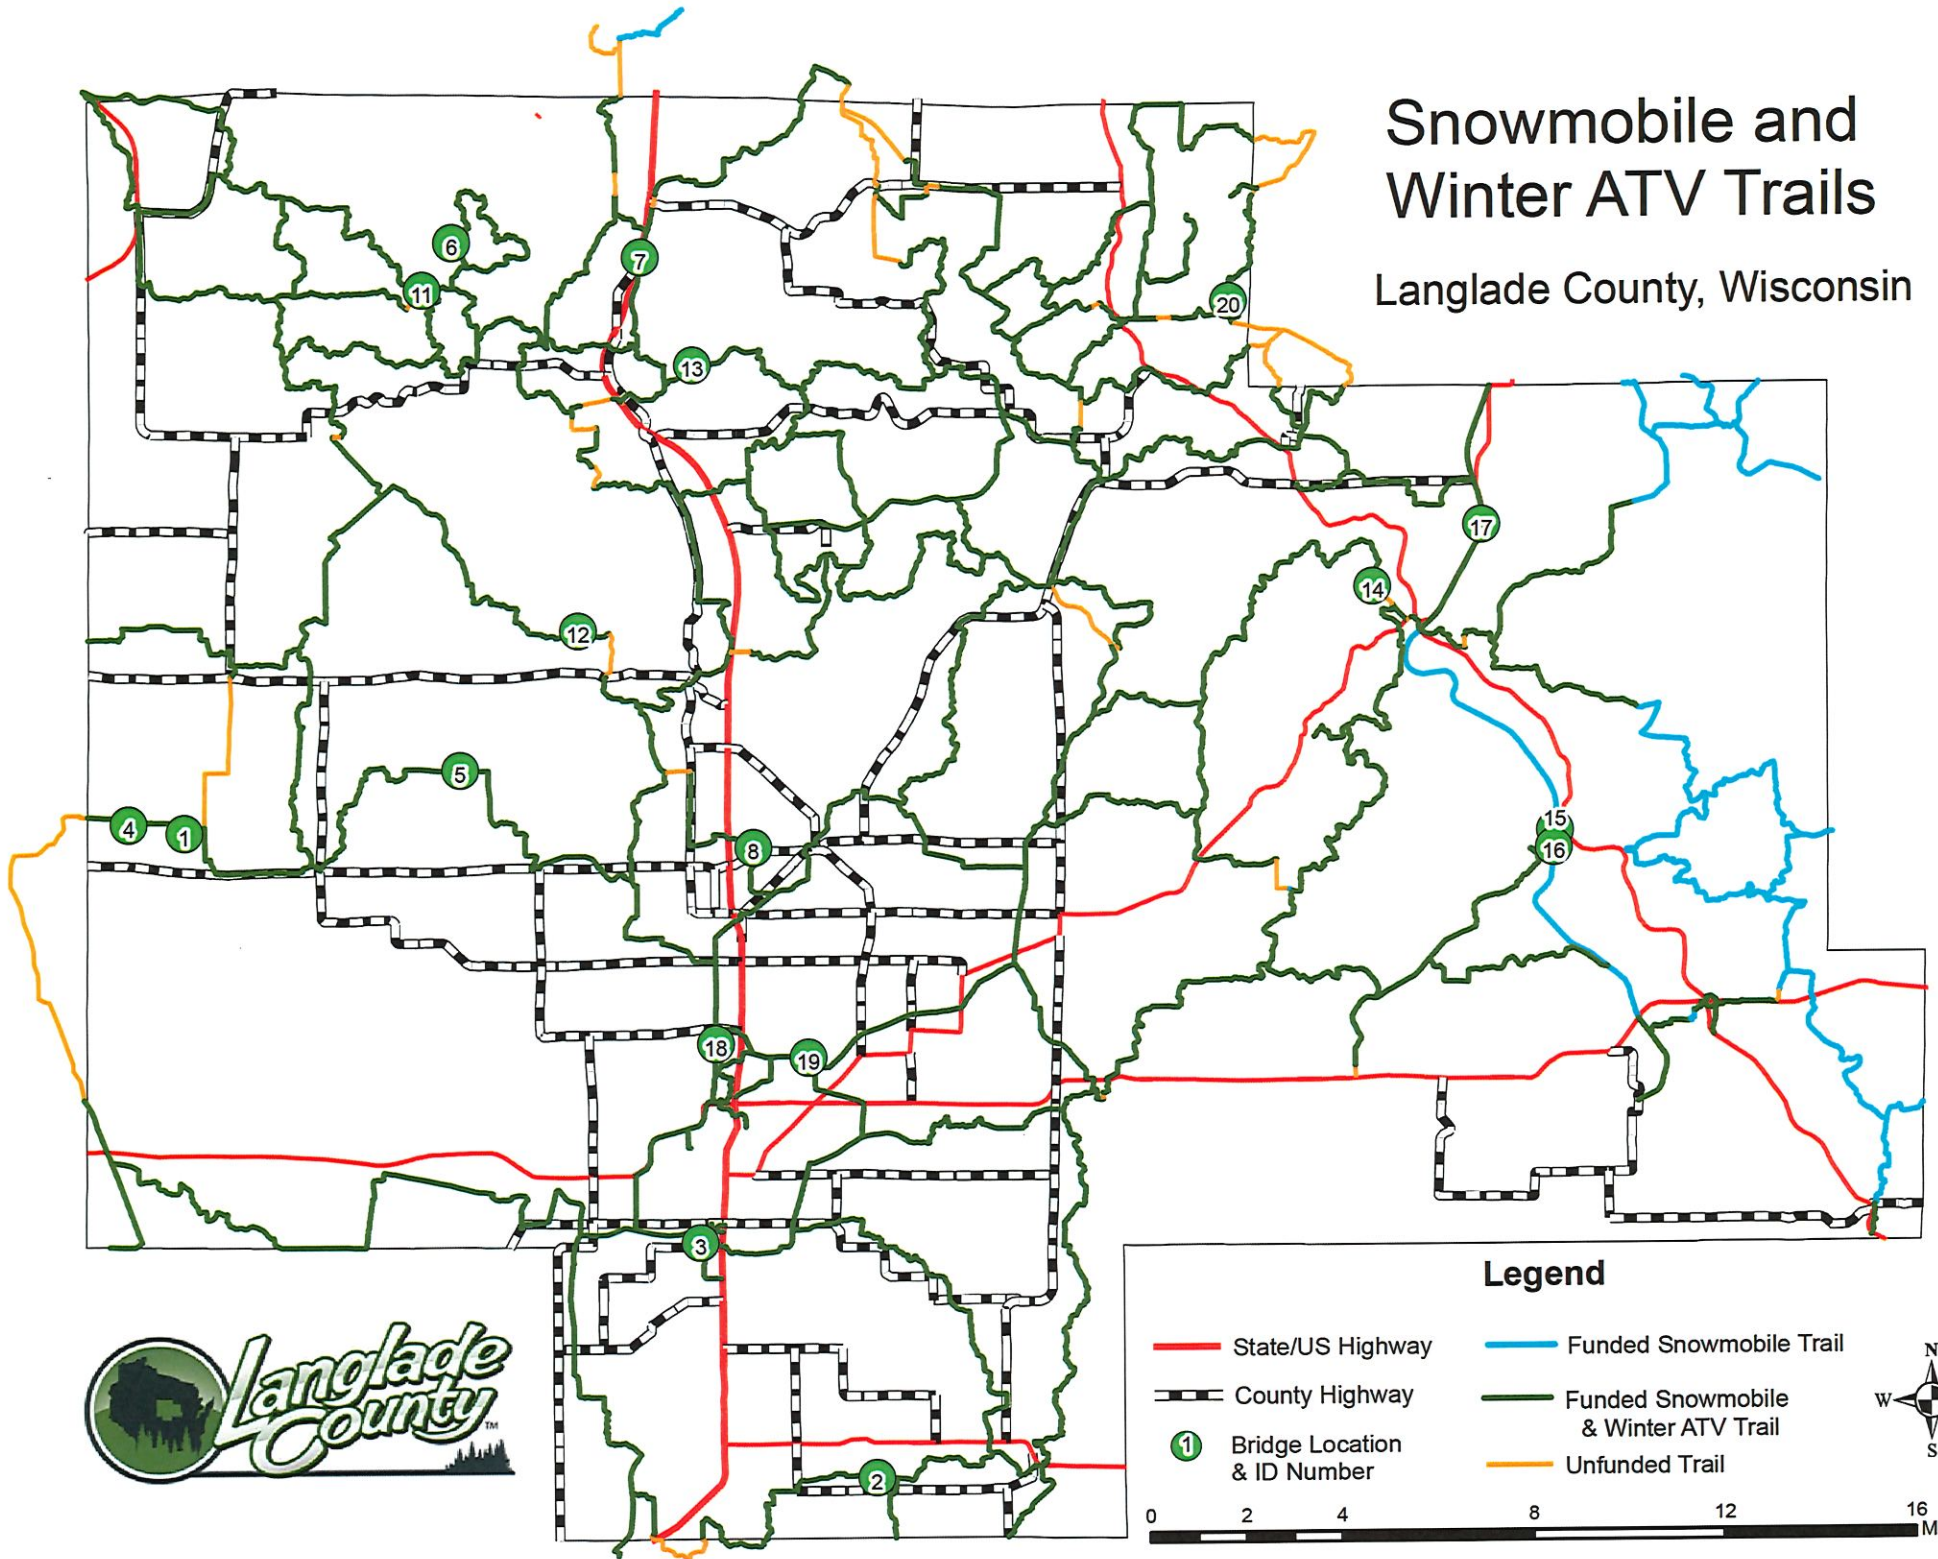 Snowmobile and
Winter ATV Trails
Langlade County, Wisconsin
6
7
11
20
13
17
14
12
5
4
1
8
15
16
18
19
3
2
Langlade
County™
Legend
State/US Highway
County Highway
1
Bridge Location
& ID Number
Funded Snowmobile Trail
Funded Snowmobile
& Winter ATV Trail
Unfunded Trail
N
W
S
0 2 4 8 12 16
M